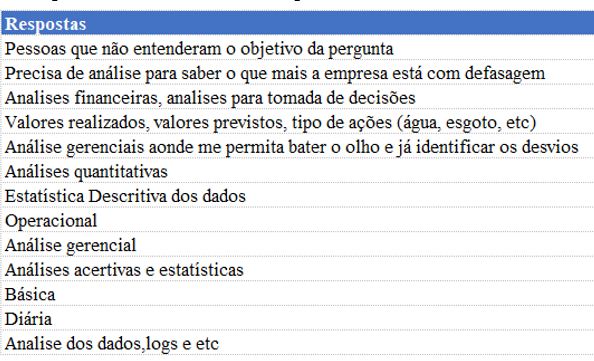 Respostas
Pessoas que não entenderam o objetivo da pergunta
Precisa de análise para saber o que mais a empresa está com defasagem
Analises financeiras, analises para tomada de decisões
Valores realizados, valores previstos, tipo de ações (água, esgoto, etc)
Análise gerenciais aonde me permita bater o olho e já identificar os desvios
Análises quantitativas
Estatística Descritiva dos dados
Operacional
Análise gerencial
Análises acertivas e estatísticas
Básica
Diária
Analise dos dados,logs e etc